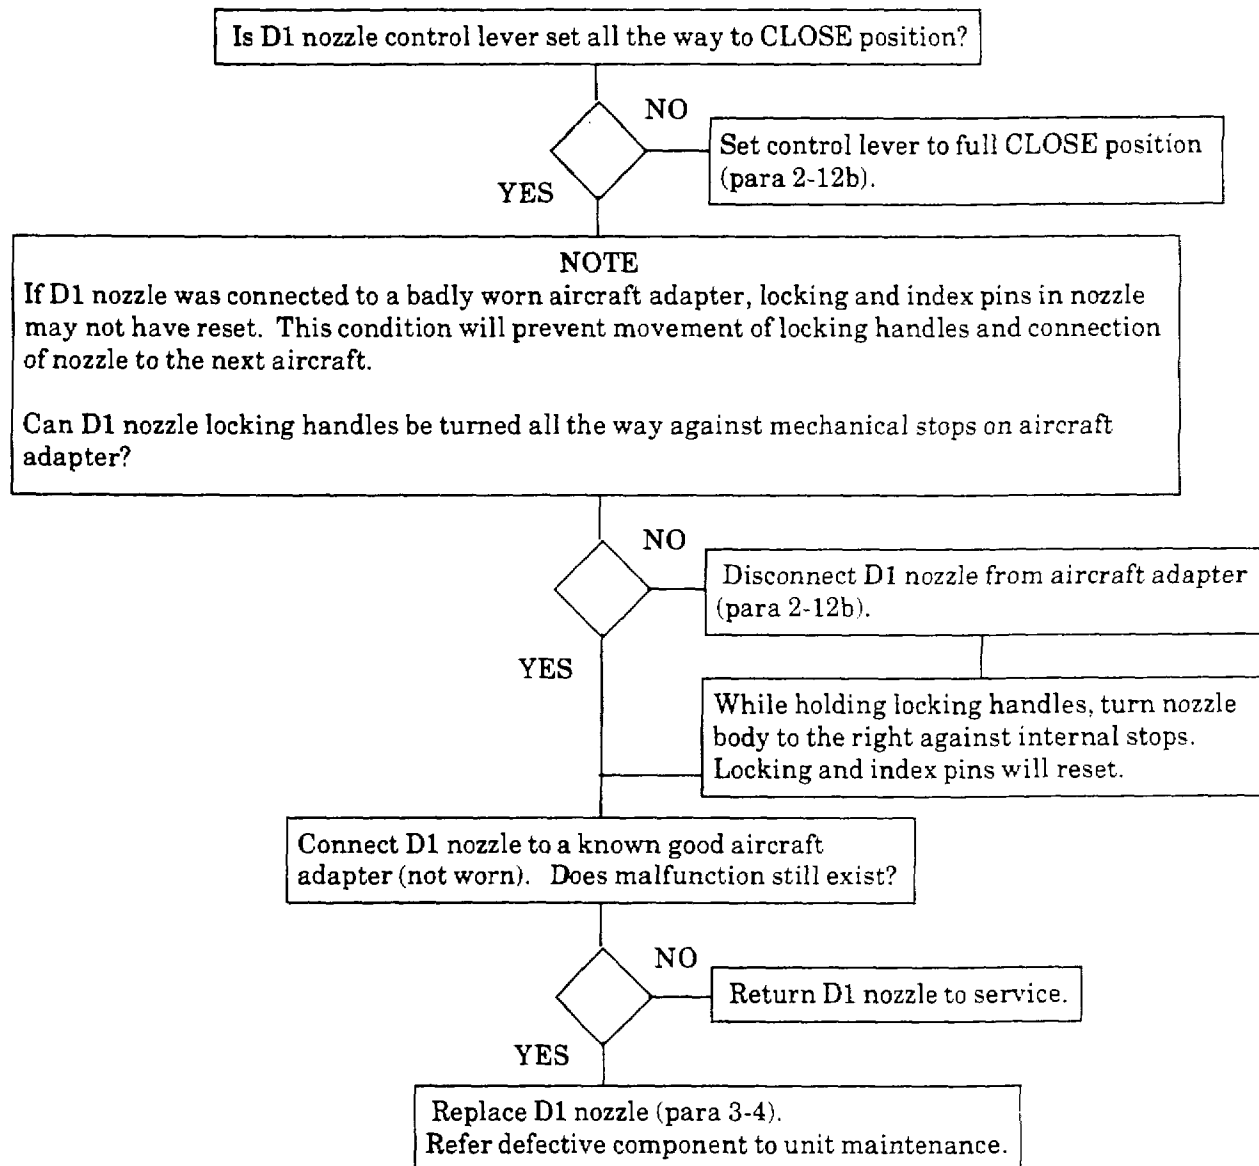 Is D1 nozzle control lever set all the way to CLOSE position?
NO
Set control lever to full CLOSE position
(para 2-12b).
YES
NOTE
If D1 nozzle was connected to a badly worn aircraft adapter, locking and index pins in nozzle
may not have reset. This condition will prevent movement of locking handles and connection
of nozzle to the next aircraft.
Can D1 nozzle locking handles be turned all the way against mechanical stops on aircraft
adapter?
NO
Disconnect D1 nozzle from aircraft adapter
(para 2-12b).
YES
While holding locking handles, turn nozzle
body to the right against internal stops.
Locking and index pins will reset.
Connect D1 nozzle to a known good aircraft
adapter (not worn). Does malfunction still exist?
NO
Return D1 nozzle to service.
YES
Replace D1 nozzle (para 3-4).
Refer defective component to unit maintenance.